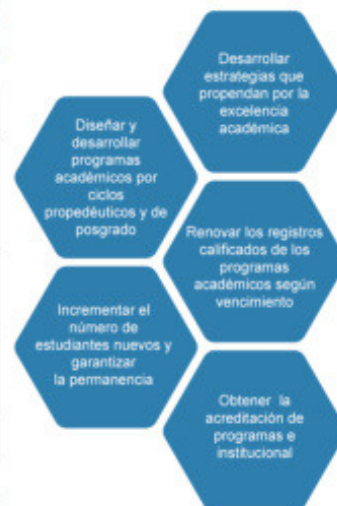 Desarrollar
estrategias que
propendan por la
excelencia
académica
Diseñar y
desarrollar
programas
académicos por
ciclos
propedéuticos y de
posgrado
Renovar los registros
calificados de los
programas
académicos según
vencimiento
Incrementar el
número de
estudiantes nuevos y
garantizar
la permanencia
Obtener la
acreditación de
programas e
institucional